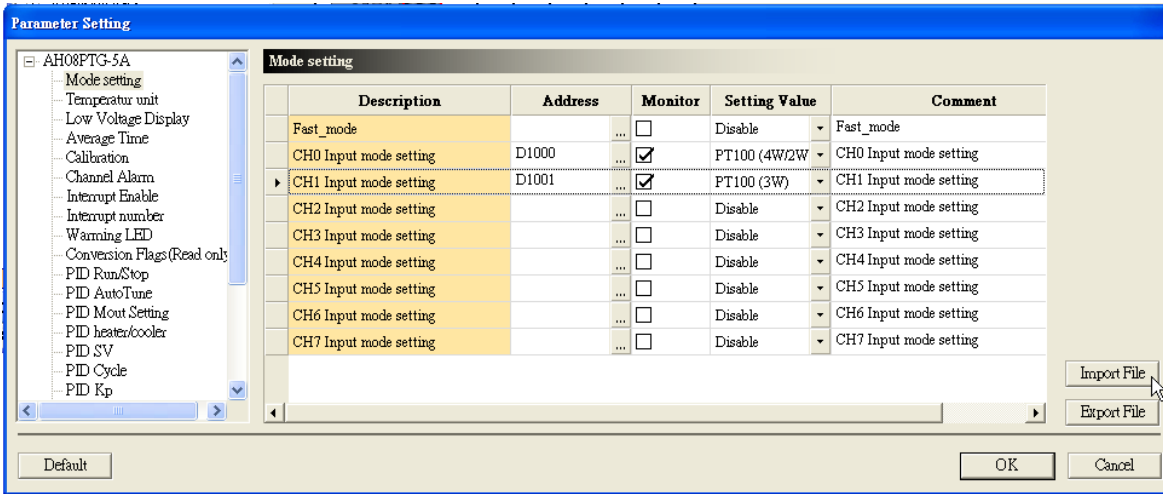 Parameter Setting
AH08PTG-5A
Mode setting
Temperatur unit
Low Voltage Display
Average Time
Calibration
Channel Alarm
Interrupt Enable
Interrupt number
Warming LED
Conversion Flags(Read only
PID Run/Stop
PID AutoTune
PID Mout Setting
PID heater/cooler
PID SV
PID Cycle
PID Kp
Mode setting
Description Address Monitor Setting Value Comment
Fast_mode ... Disable Fast_mode
CH0 Input mode setting D1000 ... PT100 (4W/2W CH0 Input mode setting
CH1 Input mode setting D1001 ... PT100 (3W) CH1 Input mode setting
CH2 Input mode setting ... Disable CH2 Input mode setting
CH3 Input mode setting ... Disable CH3 Input mode setting
CH4 Input mode setting ... Disable CH4 Input mode setting
CH5 Input mode setting ... Disable CH5 Input mode setting
CH6 Input mode setting ... Disable CH6 Input mode setting
CH7 Input mode setting ... Disable CH7 Input mode setting
Import File
Export File
Default
OK
Cancel